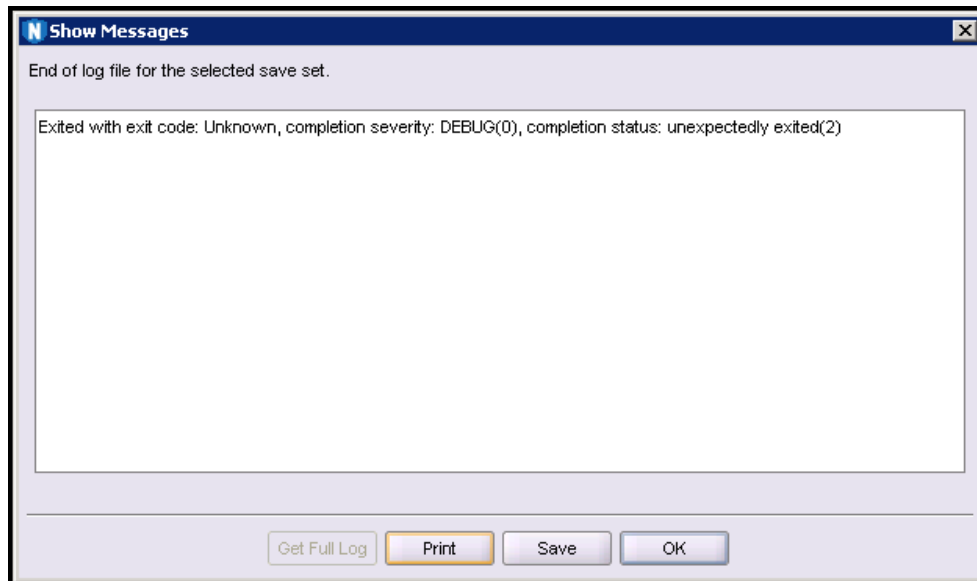 N Show Messages
End of log file for the selected save set.
Exited with exit code: Unknown, completion severity: DEBUG(0), completion status: unexpectedly exited(2)
Get Full Log Print Save OK